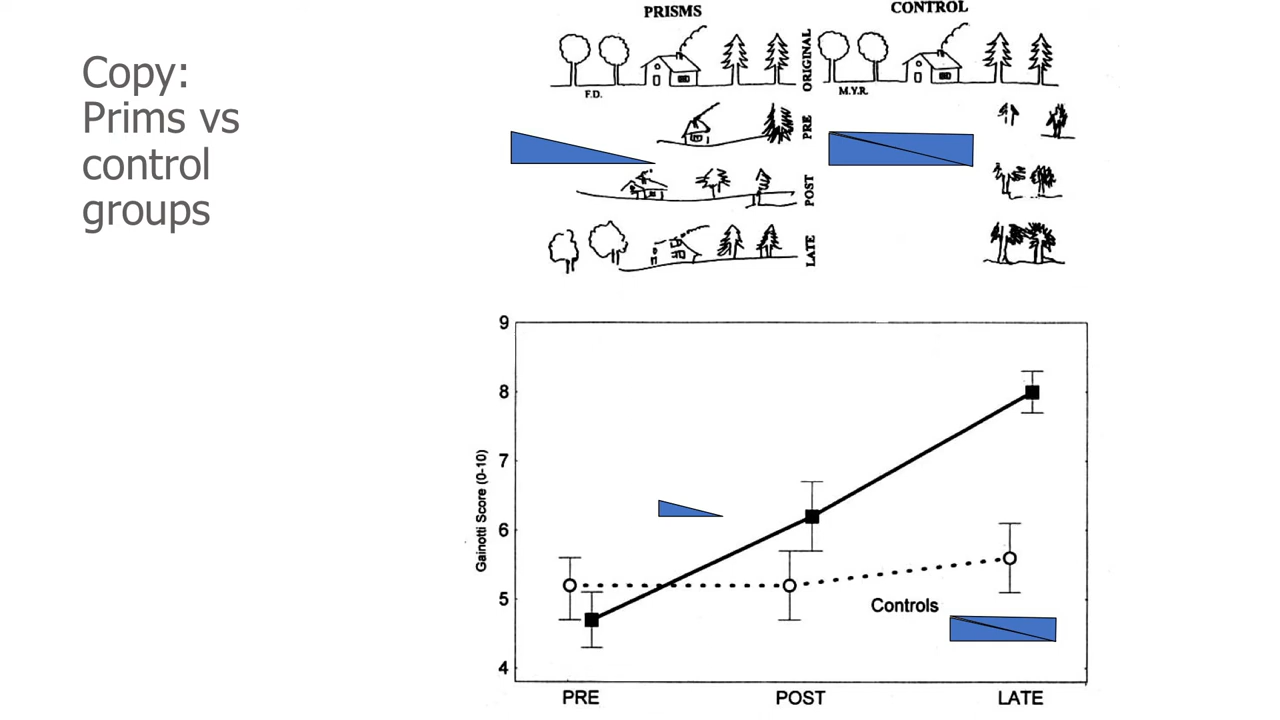 Copy:
Prims vs
control
groups
PRISMS
CONTROL
ORIGINAL
F.D.
M.Y.R.
PRE
POST
LATE
9
8
7
6
5
4
Gainotti Score (0-10)
Controls
PRE
POST
LATE